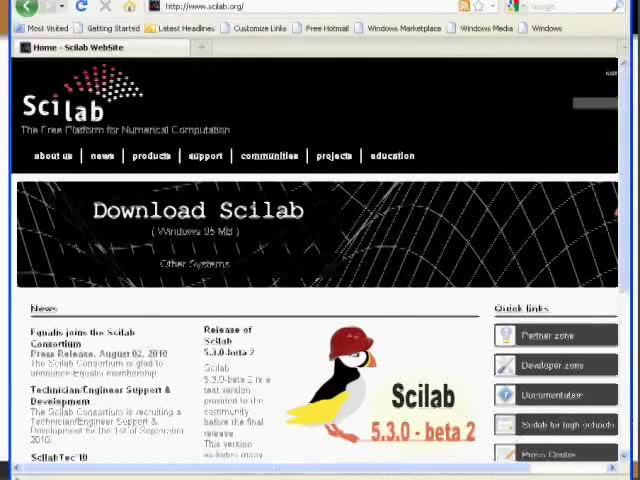 http://www.scilab.org/
Google
Most Visited
Getting Started
Latest Headlines
Customize Links
Free Hotmail
Windows Marketplace
Windows Media
Windows
Home - Scilab WebSite
Scilab
The Free Platform for Numerical Computation
about us
news
products
support
communities
projects
education
Download Scilab
( Windows 95 MB )
Other Systems
News
Quick links
Equalis joins the Scilab
Consortium
Press Release, August 02, 2010
The Scilab Consortium is glad to
announce Equalis membership.
Technician/Engineer Support &
Development
The Scilab Consortium is recruiting a
Technician/Engineer Support &
Development for the 1st of September
2010.
ScilabTec'10
Release of
Scilab
5.3.0-beta 2
Scilab
5.3.0-beta 2 is a
test version
provided to the
community
before the final
release.
This version
includes many
Scilab
5.3.0 - beta 2
Partner zone
Developer zone
Documentation
Scilab for high schools
Press Center